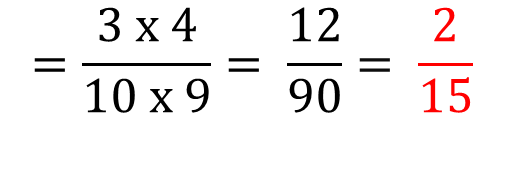 = 3 x 4 / 10 x 9 = 12 / 90 = 2 / 15